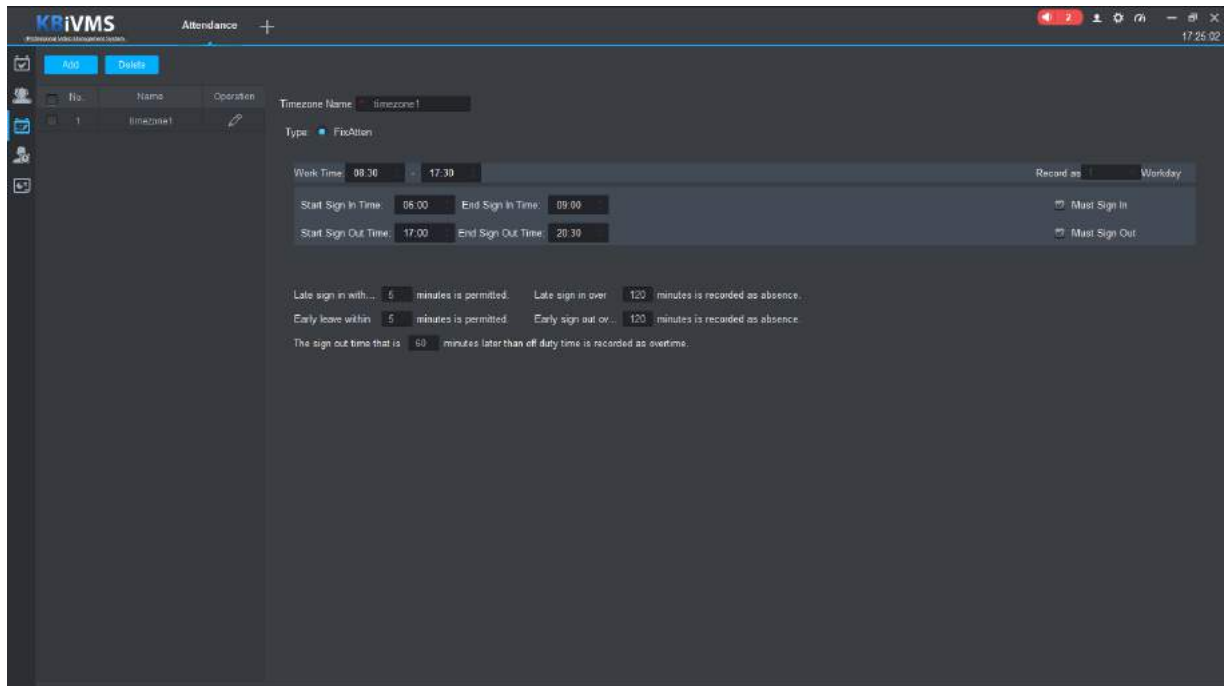 KBiVMS
Professional Video Management System
Attendance
2
17:25:02
Add Delete
No. Name Operation
1 timezone1
Timezone Name * timezone1
Type: FixAtten
Work Time: 08:30 - 17:30 Record as Workday
Start Sign In Time: 06:00 End Sign In Time: 09:00 Must Sign In
Start Sign Out Time: 17:00 End Sign Out Time: 20:30 Must Sign Out
Late sign in with... 5 minutes is permitted. Late sign in over 120 minutes is recorded as absence.
Early leave within 5 minutes is permitted. Early sign out ov... 120 minutes is recorded as absence.
The sign out time that is 60 minutes later than off duty time is recorded as overtime.